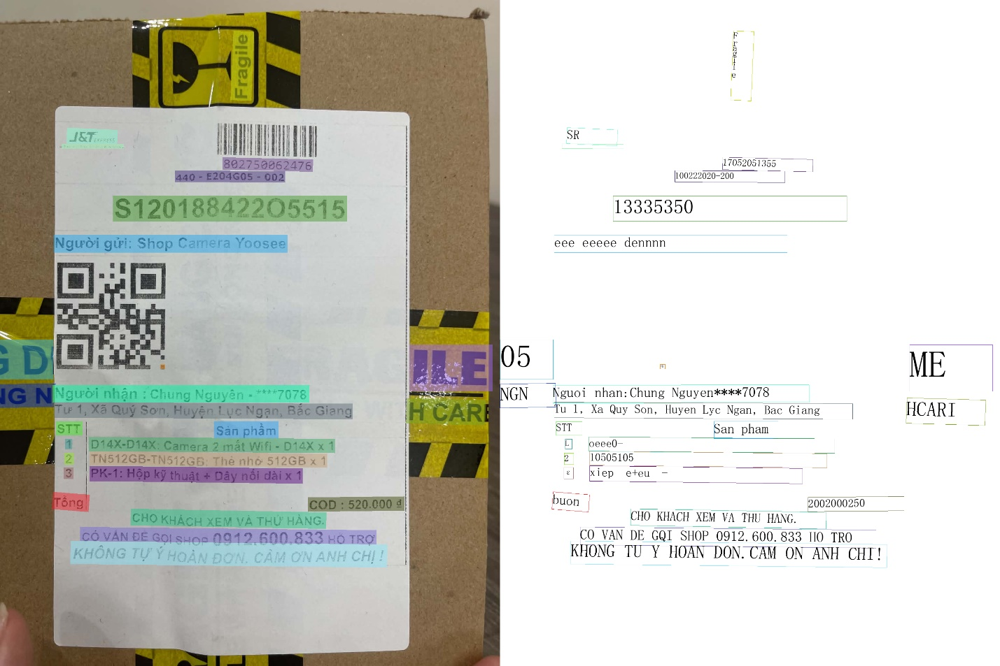 Fragile
J&T EXPRESS
802750062476
440 - E204G05 - 002
S120188422O5515
Người gửi: Shop Camera Yoosee
G D
ILE
NG N
H CARE
Người nhận : Chung Nguyên - ****7078
Tư 1, Xã Quý Sơn, Huyện Lục Ngạn, Bắc Giang
STT Sản phẩm
1 D14X-D14X: Camera 2 mắt Wifi - D14X x 1
2 TN512GB-TN512GB: Thẻ nhớ 512GB x 1
3 PK-1: Hộp kỹ thuật + Dây nối dài x 1
Tổng COD : 520.000 ₫
CHO KHÁCH XEM VÀ THỬ HÀNG.
CÓ VẤN ĐỀ GỌI SHOP 0912.600.833 HỖ TRỢ
KHÔNG TỰ Ý HOÀN ĐƠN. CẢM ƠN ANH CHỊ !
Fragile
SR
17052051355
100222020-200
13335350
eee eeeee dennnn
05
ME
NGN
HCARI
Nguoi nhan:Chung Nguyen****7078
Tu 1, Xa Quy Son, Huyen Lyc Ngan, Bac Giang
STT San pham
L oeee0-
2 10505105
ε xiep e+eu -
buon 2002000250
CHO KHACH XEM VA THU HANG.
CO VAN DE GQI SHOP 0912.600.833 HO TRO
KHONG TU Y HOAN DON. CAM ON ANH CHI!